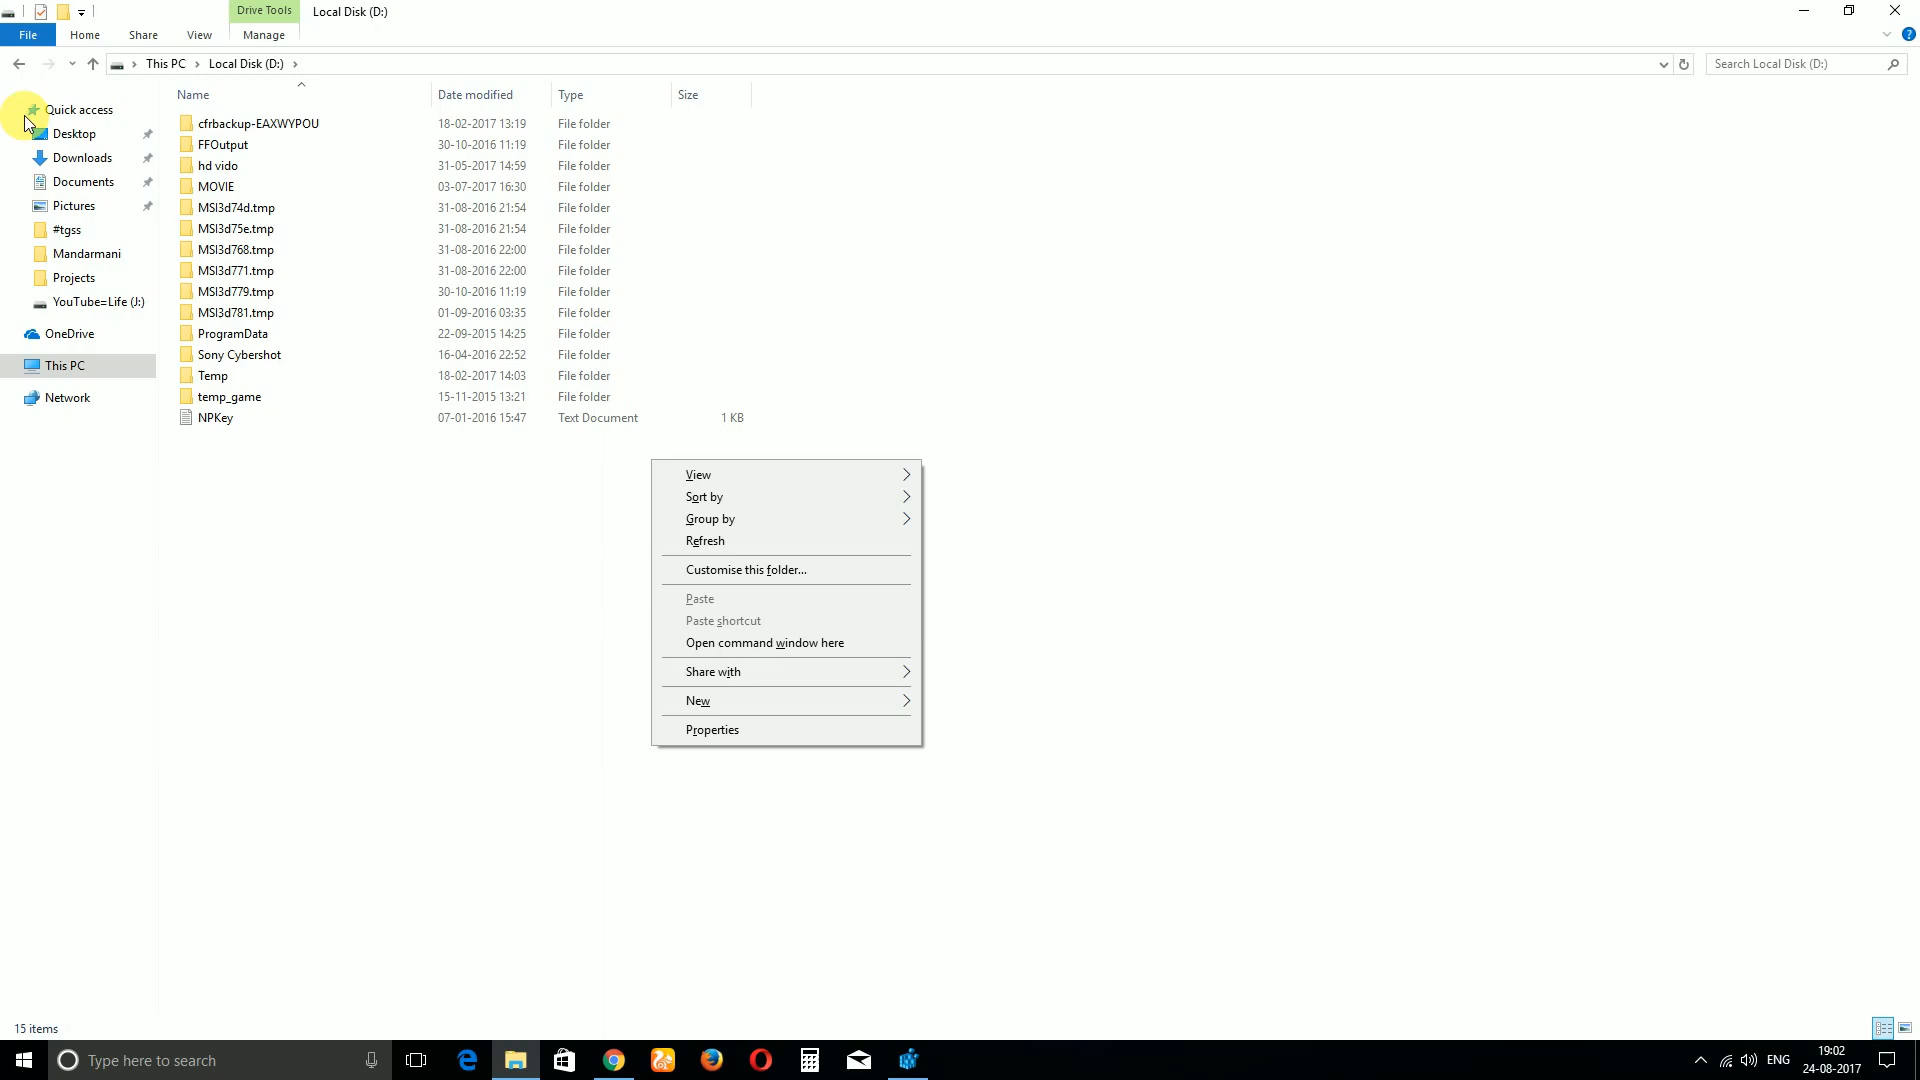 Drive Tools
Local Disk (D:)
File
Home
Share
View
Manage
?
This PC
Local Disk (D:)
Search Local Disk (D:)
Name
Date modified
Type
Size
Quick access
Desktop
Downloads
Documents
Pictures
#tgss
Mandarmani
Projects
YouTube=Life (J:)
OneDrive
This PC
Network
cfrbackup-EAXWYPOU 18-02-2017 13:19 File folder
FFOutput 30-10-2016 11:19 File folder
hd vido 31-05-2017 14:59 File folder
MOVIE 03-07-2017 16:30 File folder
MSI3d74d.tmp 31-08-2016 21:54 File folder
MSI3d75e.tmp 31-08-2016 21:54 File folder
MSI3d768.tmp 31-08-2016 22:00 File folder
MSI3d771.tmp 31-08-2016 22:00 File folder
MSI3d779.tmp 30-10-2016 11:19 File folder
MSI3d781.tmp 01-09-2016 03:35 File folder
ProgramData 22-09-2015 14:25 File folder
Sony Cybershot 16-04-2016 22:52 File folder
Temp 18-02-2017 14:03 File folder
temp_game 15-11-2015 13:21 File folder
NPKey 07-01-2016 15:47 Text Document 1 KB
View
Sort by
Group by
Refresh
Customise this folder...
Paste
Paste shortcut
Open command window here
Share with
New
Properties
15 items
Type here to search
ENG
19:02
24-08-2017